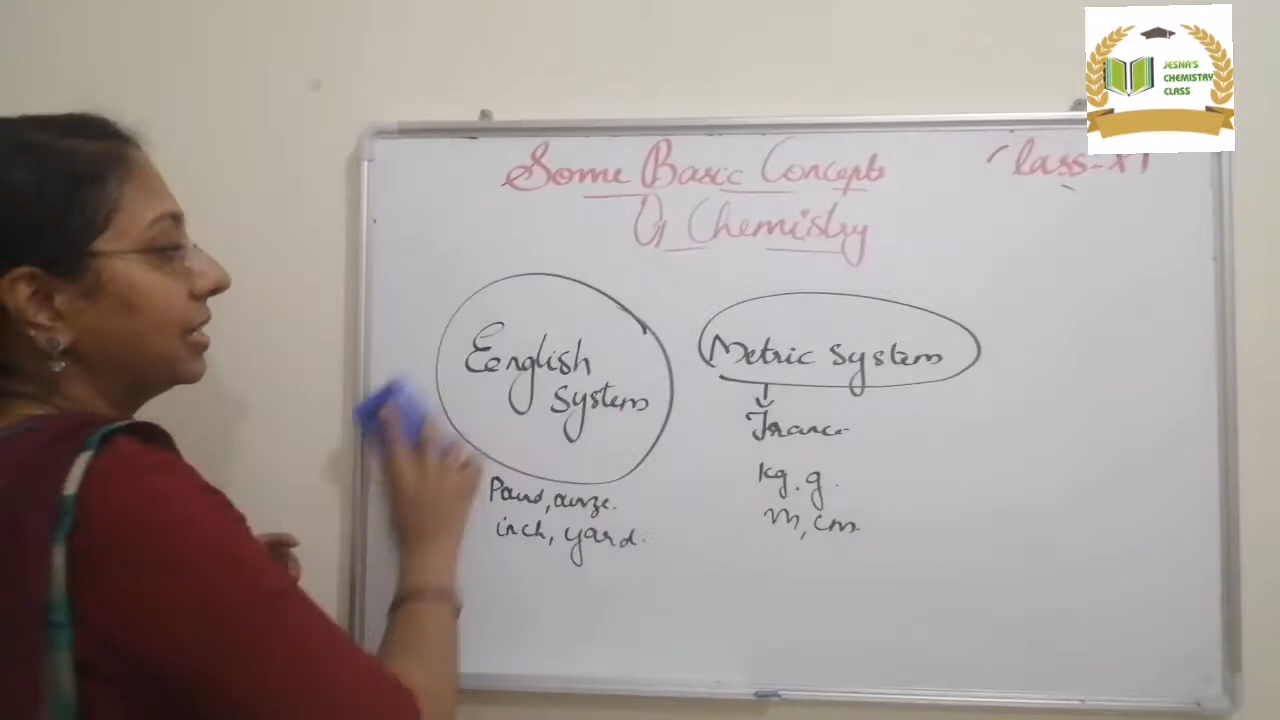 Some Basic Concepts Class-XI
Of Chemistry
English
System
Metric System
France
Pound, ounze.
inch, yard.
kg. g.
m, cm
JESNA'S
CHEMISTRY
CLASS